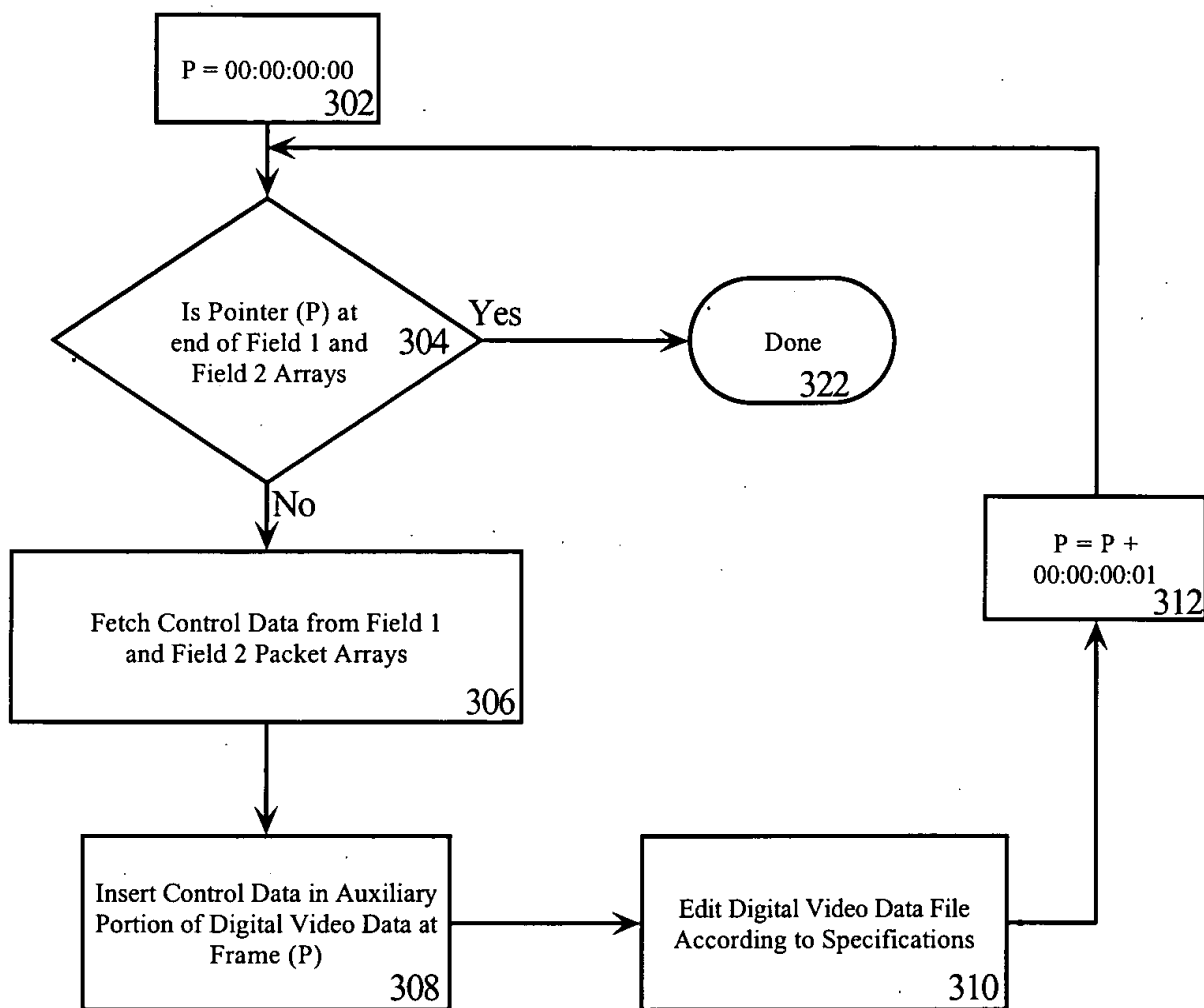 P = 00:00:00:00
302
Is Pointer (P) at
end of Field 1 and
Field 2 Arrays
304
Yes
Done
322
No
Fetch Control Data from Field 1
and Field 2 Packet Arrays
306
P = P +
00:00:00:01
312
Insert Control Data in Auxiliary
Portion of Digital Video Data at
Frame (P)
308
Edit Digital Video Data File
According to Specifications
310